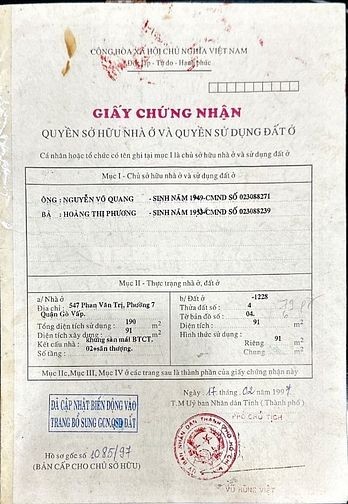 CỘNG HÒA XÃ HỘI CHỦ NGHĨA VIỆT NAM
Độc lập - Tự do - Hạnh phúc
GIẤY CHỨNG NHẬN
QUYỀN SỞ HỮU NHÀ Ở VÀ QUYỀN SỬ DỤNG ĐẤT Ở
Cá nhân hoặc tổ chức có tên ghi tại mục I là chủ sở hữu nhà ở và sử dụng đất ở
Mục I - Chủ sở hữu nhà ở và sử dụng đất ở
ÔNG : NGUYỄN VÕ QUANG - SINH NĂM 1949-CMND SỐ 023088271
BÀ : HOÀNG THỊ PHƯƠNG - SINH NĂM 1953-CMND SỐ 023088239
Mục II - Thực trạng nhà ở, đất ở
a/ Nhà ở
Địa chỉ : 547 Phan Văn Trị, Phường 7
Quận Gò Vấp.
Tổng diện tích sử dụng : 190 m2
Diện tích xây dựng : 91 m2
Kết cấu nhà : khung sàn mái BTCT.
Số tầng : 02+sân thượng.
b/ Đất ở -1228
Thửa đất số : 4
Tờ bản đồ số : 04.
Diện tích : 91 m2
Hình thức sử dụng :
Riêng : 91 m2
Chung : m2
Mục IIc, Mục III, Mục IV ở các trang sau là thành phần của giấy chứng nhận này
Ngày 17 tháng 02 năm 1997
T.M Uỷ ban Nhân dân Tỉnh ( Thành phố )
PHÓ CHỦ TỊCH
ĐÃ CẬP NHẬT BIẾN ĐỘNG VÀO
TRANG BỔ SUNG GCN.QSD ĐẤT
Hồ sơ gốc số 1085/97
(BẢN CẤP CHO CHỦ SỞ HỮU)
VŨ HÙNG VIỆT